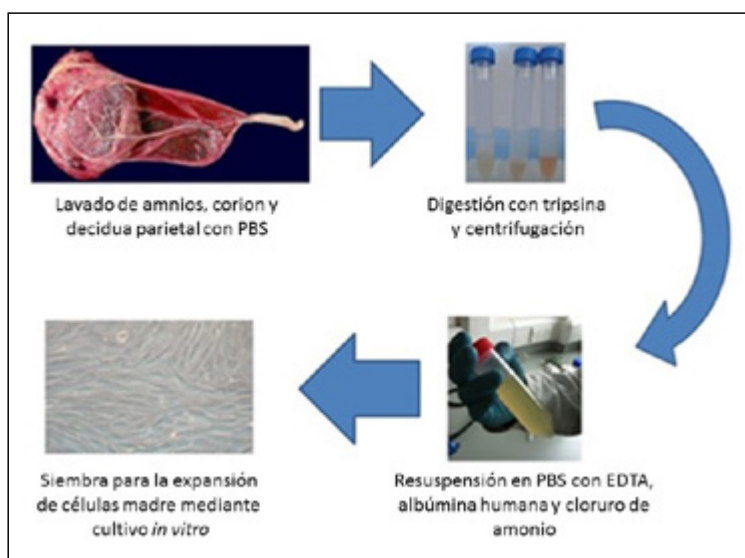 Lavado de amnios, corion y
decidua parietal con PBS
Digestión con tripsina
y centrifugación
Resuspensión en PBS con EDTA,
albúmina humana y cloruro de
amonio
Siembra para la expansión
de células madre mediante
cultivo in vitro